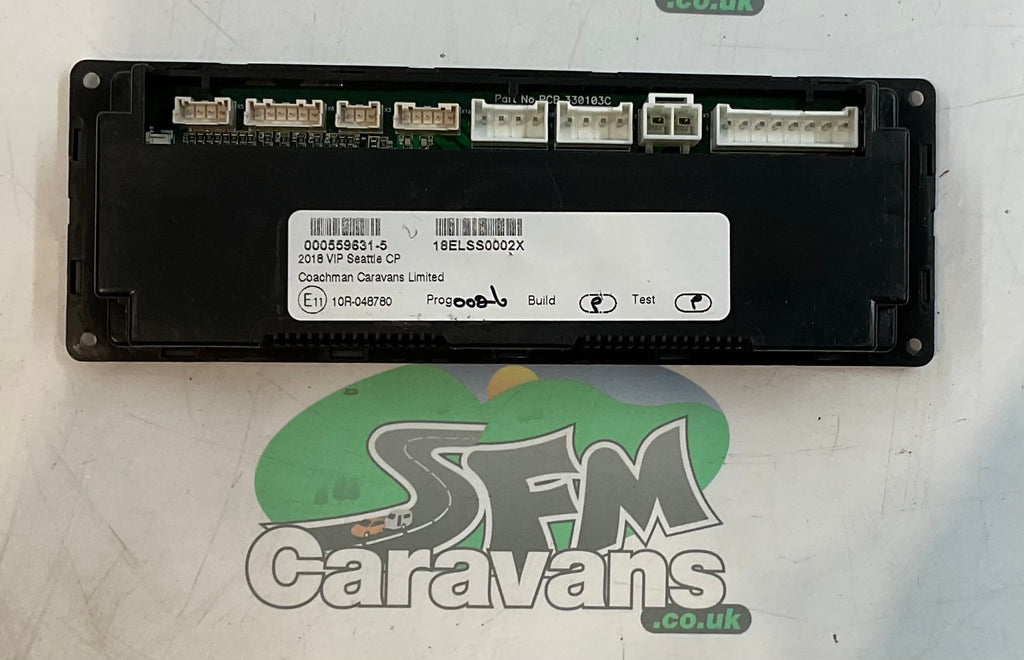 .co.uk
Part No PCB 330103C
000559631-5 18ELSS0002X
2018 VIP Seattle CP
Coachman Caravans Limited
E11 10R-048780 Prog Build Test
SFM
Caravans
.co.uk